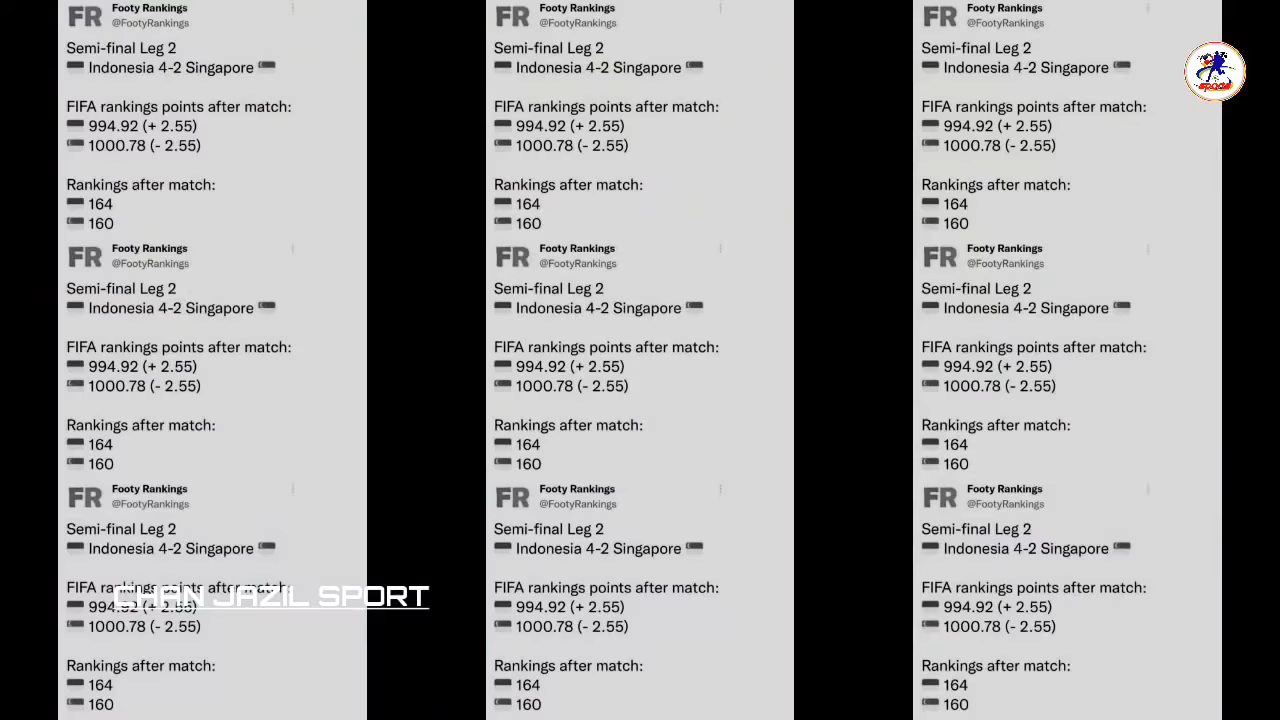 Footy Rankings
@FootyRankings
Semi-final Leg 2
Indonesia 4-2 Singapore
FIFA rankings points after match:
994.92 (+ 2.55)
1000.78 (- 2.55)
Rankings after match:
164
160
Footy Rankings
@FootyRankings
Semi-final Leg 2
Indonesia 4-2 Singapore
FIFA rankings points after match:
994.92 (+ 2.55)
1000.78 (- 2.55)
Rankings after match:
164
160
Footy Rankings
@FootyRankings
Semi-final Leg 2
Indonesia 4-2 Singapore
FIFA rankings points after match:
994.92 (+ 2.55)
1000.78 (- 2.55)
Rankings after match:
164
160
Footy Rankings
@FootyRankings
Semi-final Leg 2
Indonesia 4-2 Singapore
FIFA rankings points after match:
994.92 (+ 2.55)
1000.78 (- 2.55)
Rankings after match:
164
160
Footy Rankings
@FootyRankings
Semi-final Leg 2
Indonesia 4-2 Singapore
FIFA rankings points after match:
994.92 (+ 2.55)
1000.78 (- 2.55)
Rankings after match:
164
160
Footy Rankings
@FootyRankings
Semi-final Leg 2
Indonesia 4-2 Singapore
FIFA rankings points after match:
994.92 (+ 2.55)
1000.78 (- 2.55)
Rankings after match:
164
160
FR Footy Rankings
@FootyRankings
Semi-final Leg 2
Indonesia 4-2 Singapore
FIFA rankings points after match:
994.92 (+ 2.55)
1000.78 (- 2.55)
Rankings after match:
164
160
CHAN JAZIL SPORT
FR Footy Rankings
@FootyRankings
Semi-final Leg 2
Indonesia 4-2 Singapore
FIFA rankings points after match:
994.92 (+ 2.55)
1000.78 (- 2.55)
Rankings after match:
164
160
FR Footy Rankings
@FootyRankings
Semi-final Leg 2
Indonesia 4-2 Singapore
FIFA rankings points after match:
994.92 (+ 2.55)
1000.78 (- 2.55)
Rankings after match:
164
160